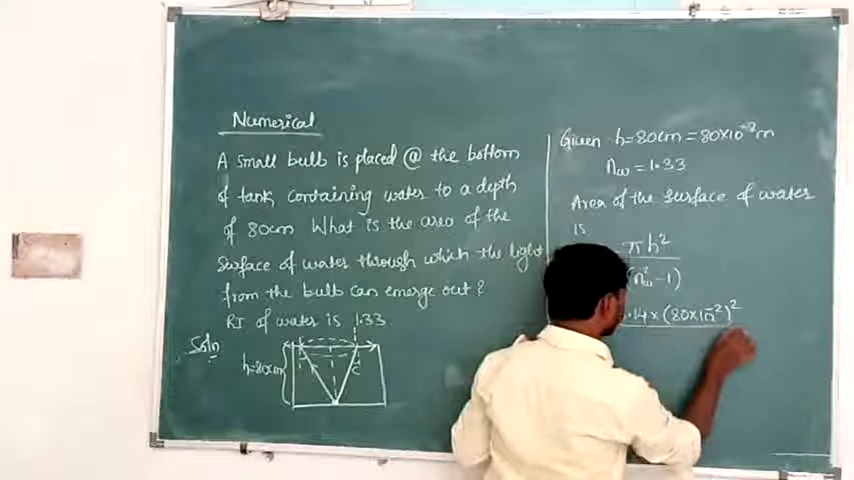 Numerical
A small bulb is placed @ the bottom
of tank containing water to a depth
of 80cm What is the area of the
surface of water through which the light
from the bulb can emerge out?
RI of water is 1.33
Soln
h=80cm
Given h=80cm=80×10⁻²m
nω=1.33
Area of the surface of water
is
πh²
(n²ω-1)
.14×(80×10⁻²)²